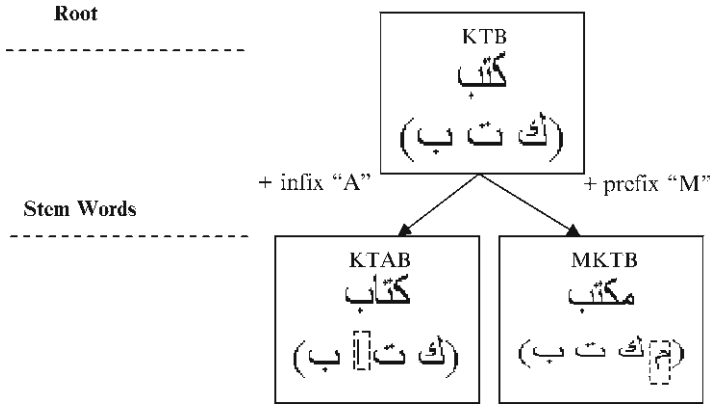 Root
KTB
كتب
(ك ت ب)
+ infix “A”
+ prefix “M”
Stem Words
KTAB
كتاب
(ك ت ا ب)
MKTB
مكتب
(م ك ت ب)